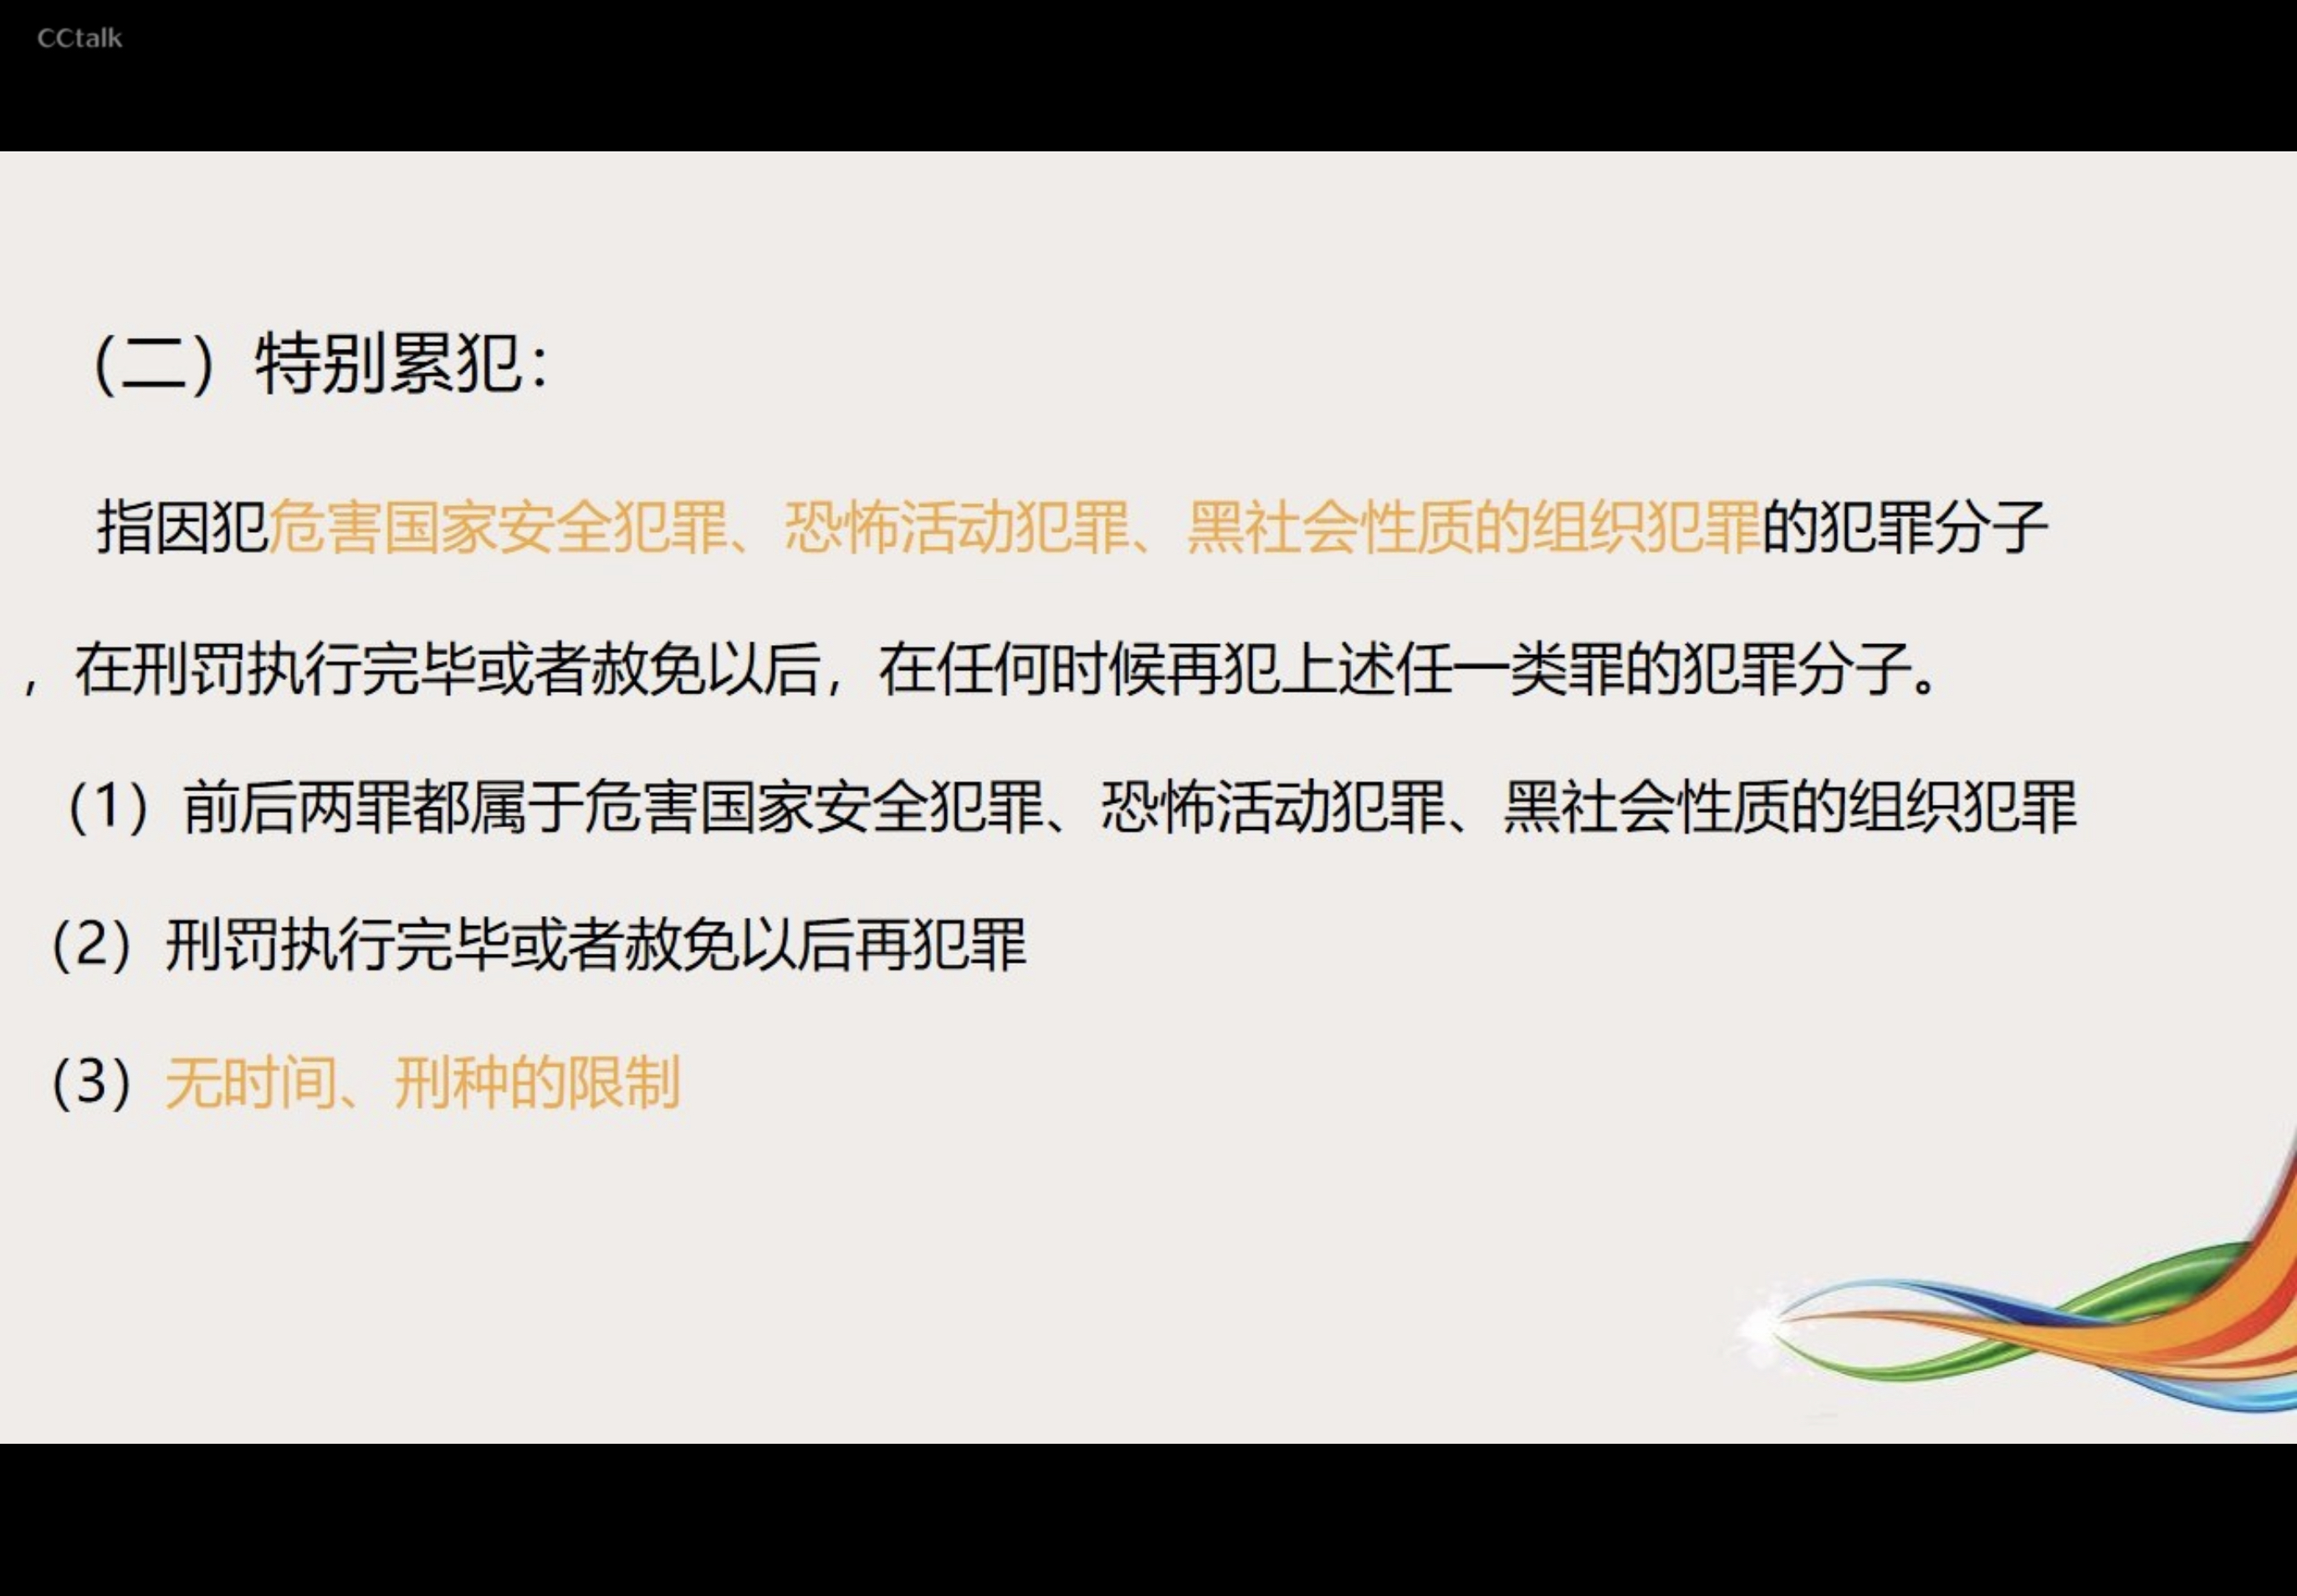 CCtalk
（二）特别累犯：
指因犯危害国家安全犯罪、恐怖活动犯罪、黑社会性质的组织犯罪的犯罪分子
，在刑罚执行完毕或者赦免以后，在任何时候再犯上述任一类罪的犯罪分子。
（1）前后两罪都属于危害国家安全犯罪、恐怖活动犯罪、黑社会性质的组织犯罪
（2）刑罚执行完毕或者赦免以后再犯罪
（3）无时间、刑种的限制